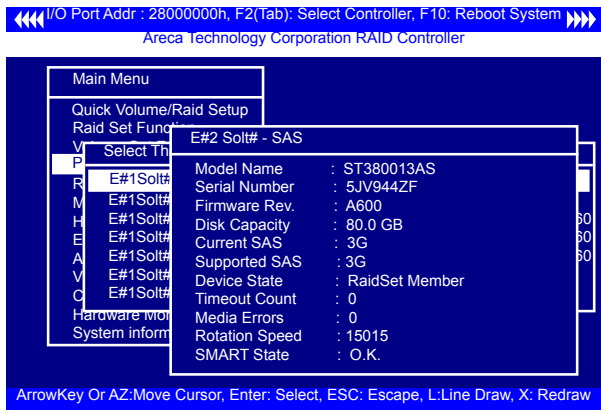 I/O Port Addr : 28000000h, F2(Tab): Select Controller, F10: Reboot System
Areca Technology Corporation RAID Controller
Main Menu
Quick Volume/Raid Setup
Raid Set Function
V
Select Th
P
R
M
H
E
A
V
C
Hardware Mon
System inform
E#1Solt#
E#1Solt#
E#1Solt#
E#1Solt#
E#1Solt#
E#1Solt#
E#1Solt#
60
60
60
E#2 Solt# - SAS
Model Name : ST380013AS
Serial Number : 5JV944ZF
Firmware Rev. : A600
Disk Capacity : 80.0 GB
Current SAS : 3G
Supported SAS : 3G
Device State : RaidSet Member
Timeout Count : 0
Media Errors : 0
Rotation Speed : 15015
SMART State : O.K.
ArrowKey Or AZ:Move Cursor, Enter: Select, ESC: Escape, L:Line Draw, X: Redraw